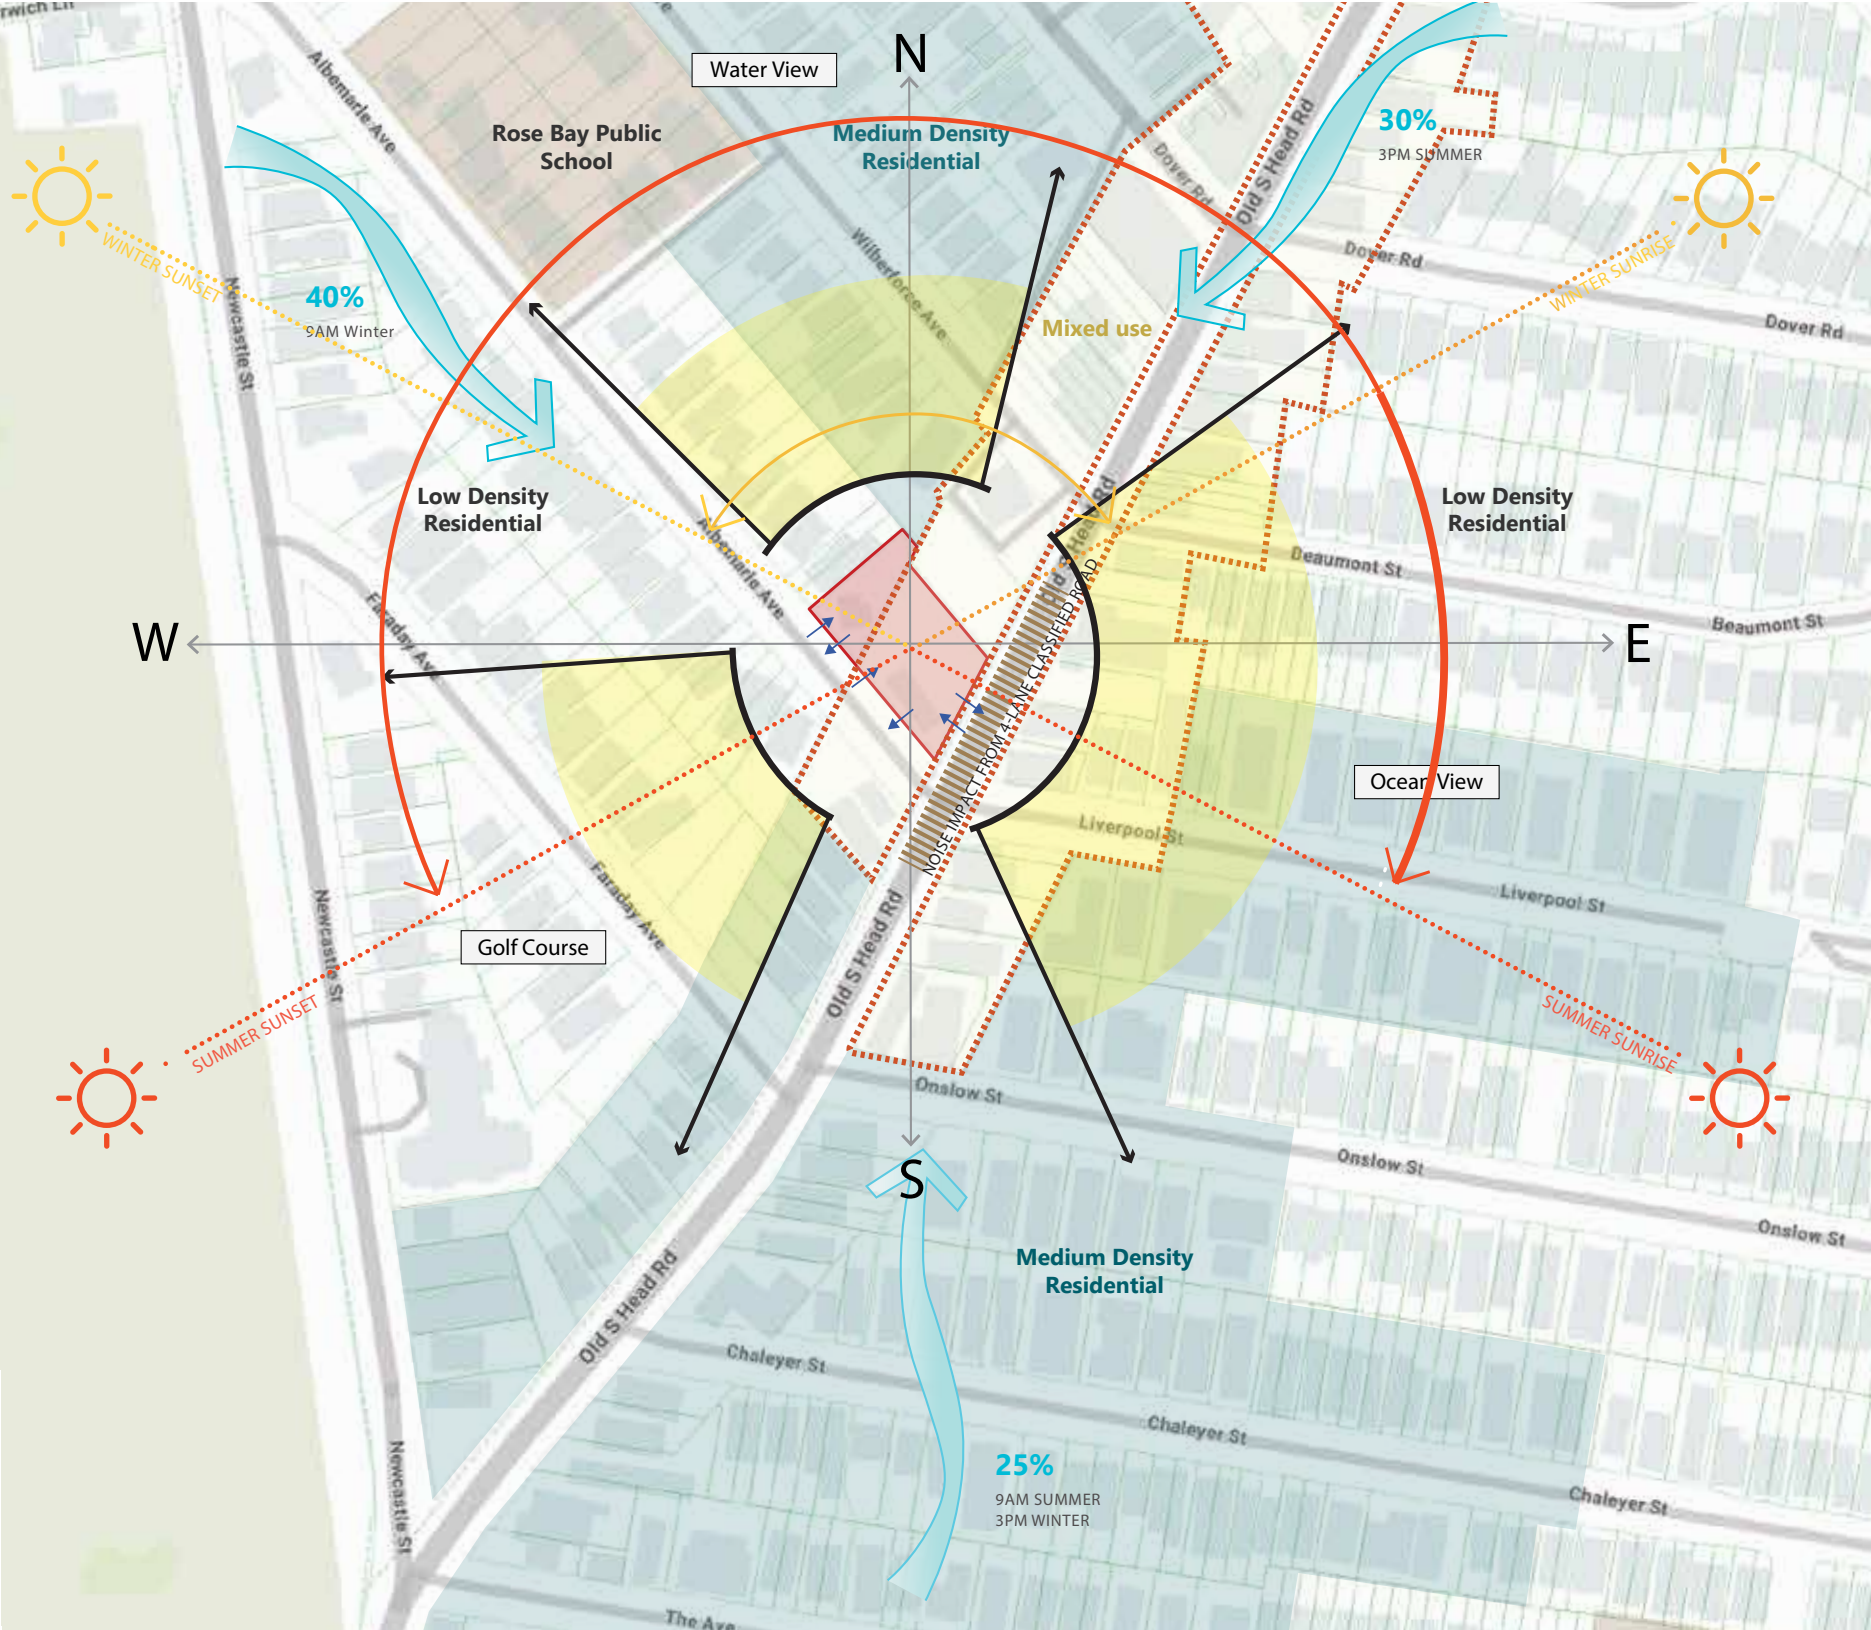 Water View
N
Albemarle Ave
Rose Bay Public
School
Medium Density
Residential
30%
3PM SUMMER
Dover Rd
Old S Head Rd
WINTER SUNSET
WINTER SUNRISE
Newcastle St
40%
9AM Winter
Wilberforce Ave
Mixed use
Dover Rd
Dover Rd
Low Density
Residential
Low Density
Residential
Albemarle Ave
Old S Head Rd
Beaumont St
Beaumont St
W
E
Faraday Ave
NOISE IMPACT FROM 4-LANE CLASSIFIED ROAD
Ocean View
Liverpool St
Liverpool St
Faraday Ave
Golf Course
Newcastle St
Old S Head Rd
SUMMER SUNSET
SUMMER SUNRISE
Onslow St
Onslow St
Onslow St
S
Medium Density
Residential
Old S Head Rd
Chaleyer St
Chaleyer St
Chaleyer St
25%
9AM SUMMER
3PM WINTER
Newcastle St
The Ave